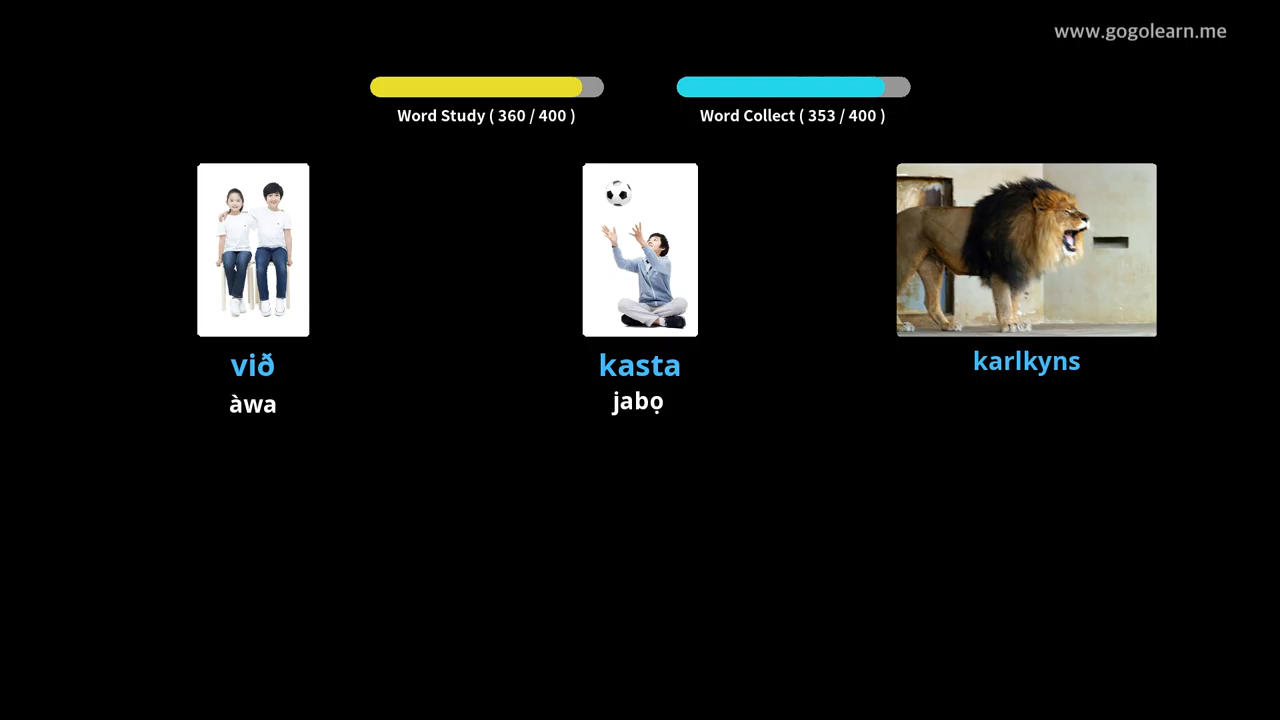 www.gogolearn.me
Word Study ( 360 / 400 )
Word Collect ( 353 / 400 )
við
àwa
kasta
jabọ
karlkyns